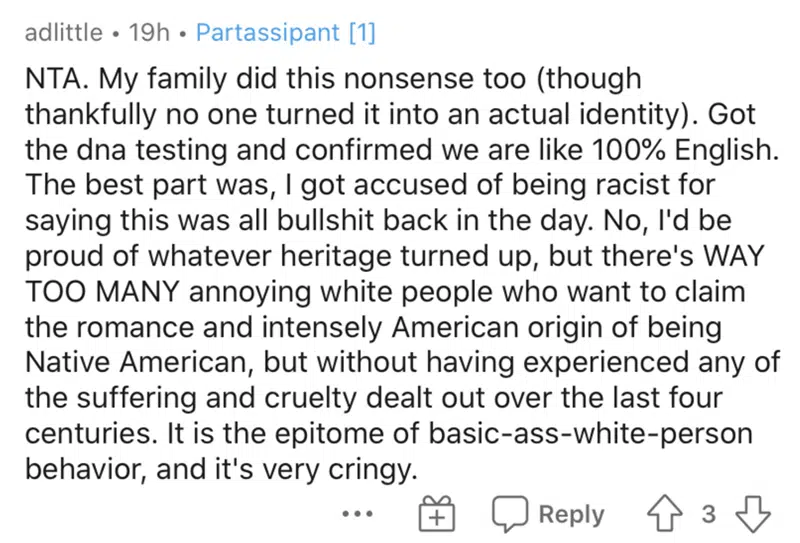 adlittle • 19h • Partassipant [1]
NTA. My family did this nonsense too (though
thankfully no one turned it into an actual identity). Got
the dna testing and confirmed we are like 100% English.
The best part was, I got accused of being racist for
saying this was all bullshit back in the day. No, I'd be
proud of whatever heritage turned up, but there's WAY
TOO MANY annoying white people who want to claim
the romance and intensely American origin of being
Native American, but without having experienced any of
the suffering and cruelty dealt out over the last four
centuries. It is the epitome of basic-ass-white-person
behavior, and it's very cringy.
Reply 3